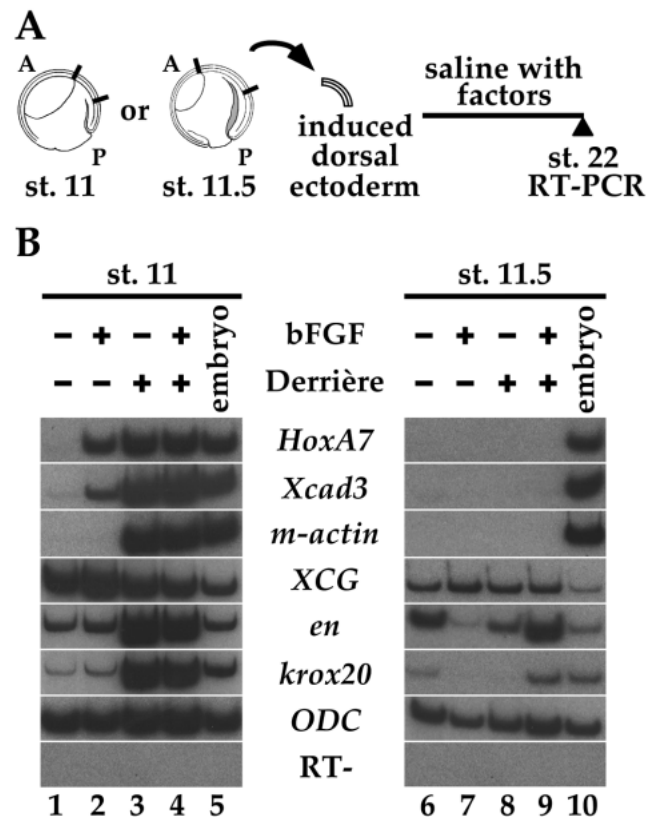 A
A
P
st. 11
or
A
P
st. 11.5
induced
dorsal
ectoderm
saline with
factors
st. 22
RT-PCR
B
st. 11
st. 11.5
− + − + embryo bFGF − + − + embryo
− − + + Derrière − − + +
HoxA7
Xcad3
m-actin
XCG
en
krox20
ODC
RT-
1 2 3 4 5 6 7 8 9 10